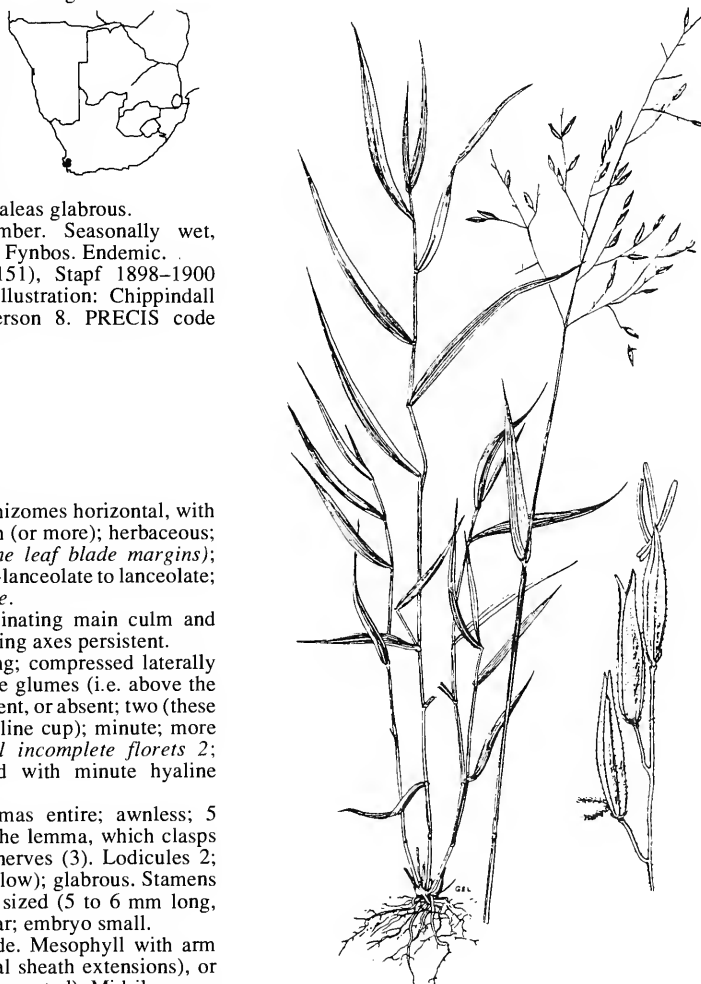 aleas glabrous.
mber. Seasonally wet,
Fynbos. Endemic.
151), Stapf 1898–1900
llustration: Chippindall
erson 8. PRECIS code
hizomes horizontal, with
n (or more); herbaceous;
ne leaf blade margins);
-lanceolate to lanceolate;
e.
inating main culm and
ing axes persistent.
ng; compressed laterally
e glumes (i.e. above the
ent, or absent; two (these
line cup); minute; more
l incomplete florets 2;
d with minute hyaline
mas entire; awnless; 5
he lemma, which clasps
nerves (3). Lodicules 2;
low); glabrous. Stamens
sized (5 to 6 mm long,
ar; embryo small.
de. Mesophyll with arm
al sheath extensions), or